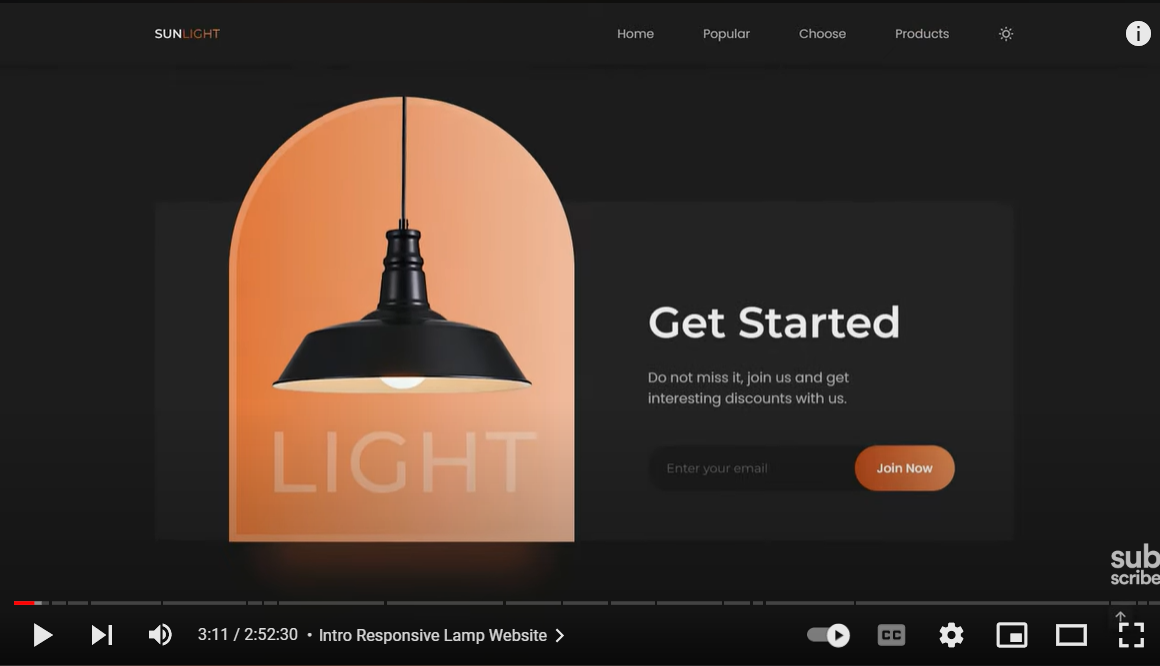 SUNLIGHT
Home Popular Choose Products
Get Started
Do not miss it, join us and get
interesting discounts with us.
Enter your email Join Now
LIGHT
sub
scribe
3:11 / 2:52:30 • Intro Responsive Lamp Website
CC